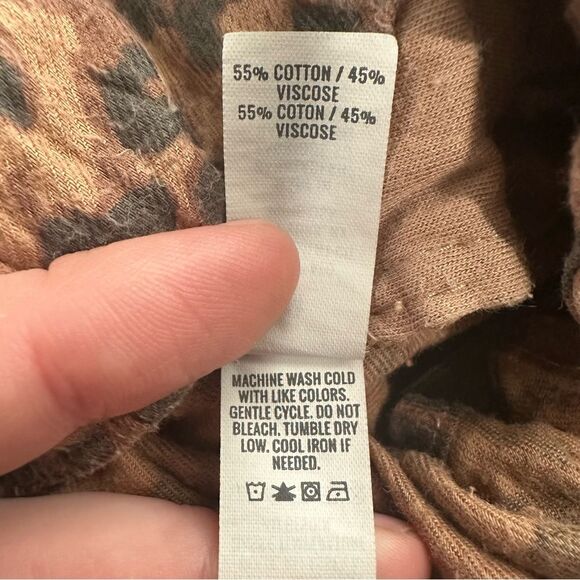 55% COTTON / 45%
VISCOSE
55% COTON / 45%
VISCOSE
MACHINE WASH COLD
WITH LIKE COLORS.
GENTLE CYCLE. DO NOT
BLEACH. TUMBLE DRY
LOW. COOL IRON IF
NEEDED.